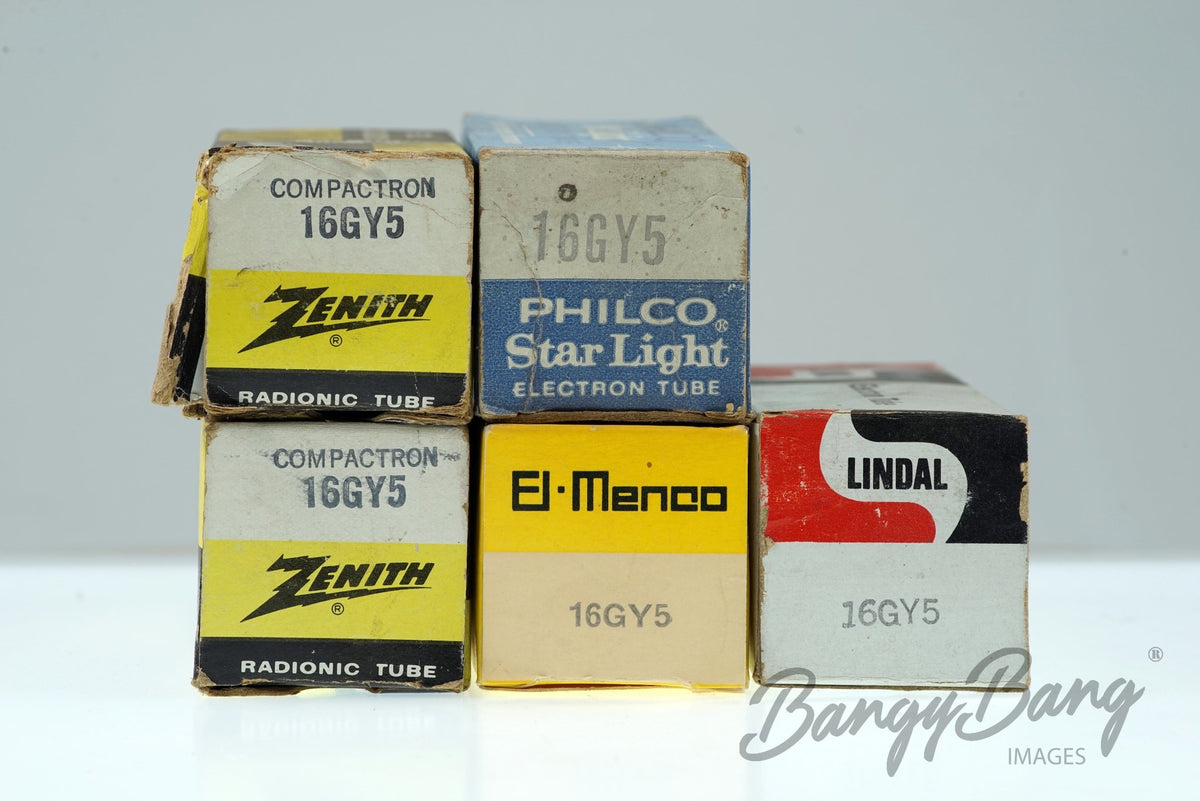 COMPACTRON
16GY5
ZENITH
®
RADIONIC TUBE
16GY5
PHILCO®
Star Light
ELECTRON TUBE
COMPACTRON
16GY5
ZENITH
®
RADIONIC TUBE
El-Menco
16GY5
LINDAL
16GY5
BangyBang ®
IMAGES